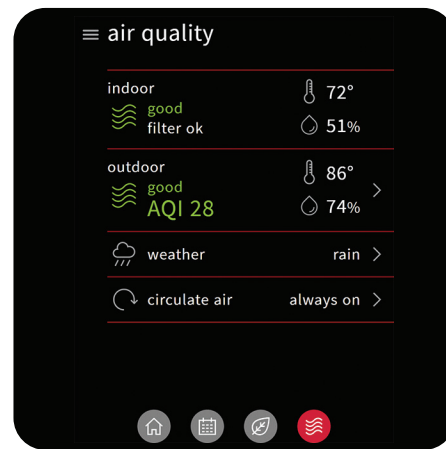 air quality
indoor
good
filter ok
72°
51%
outdoor
good
AQI 28
86°
74%
weather rain
circulate air always on